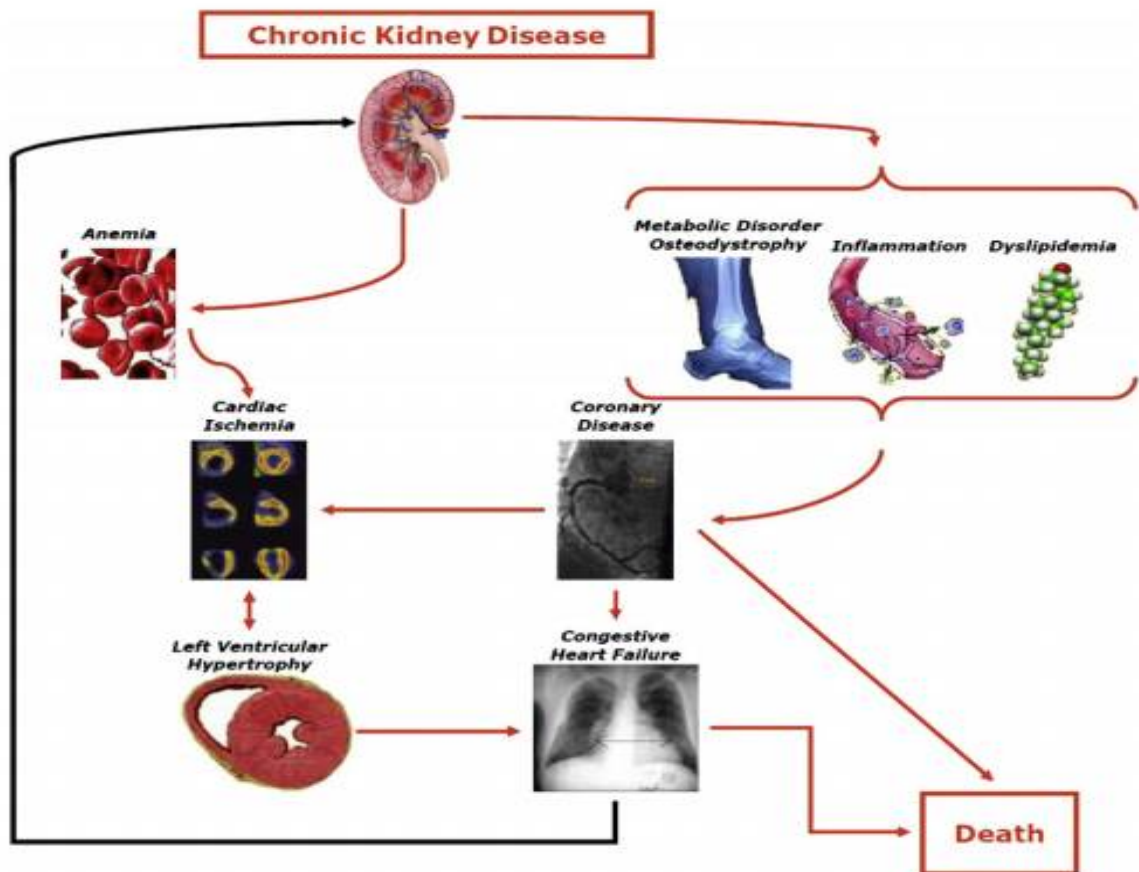 Chronic Kidney Disease
Anemia
Metabolic Disorder
Osteodystrophy
Inflammation
Dyslipidemia
Cardiac
Ischemia
Coronary
Disease
Left Ventricular
Hypertrophy
Congestive
Heart Failure
Death